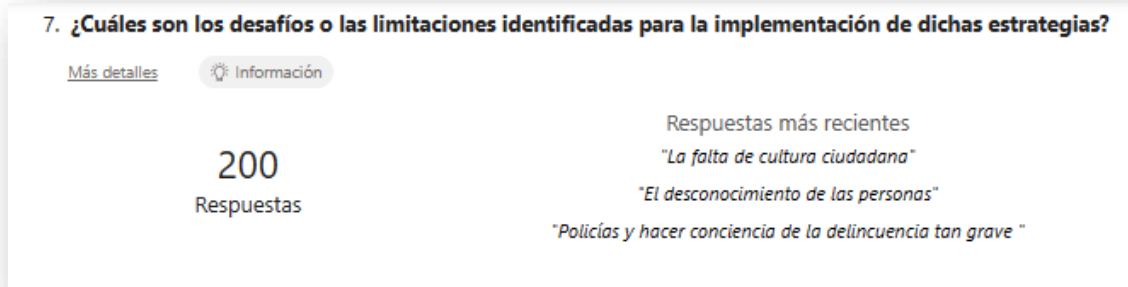 7. ¿Cuáles son los desafíos o las limitaciones identificadas para la implementación de dichas estrategias?
Más detalles
Información
200
Respuestas
Respuestas más recientes
"La falta de cultura ciudadana"
"El desconocimiento de las personas"
"Policías y hacer conciencia de la delincuencia tan grave "